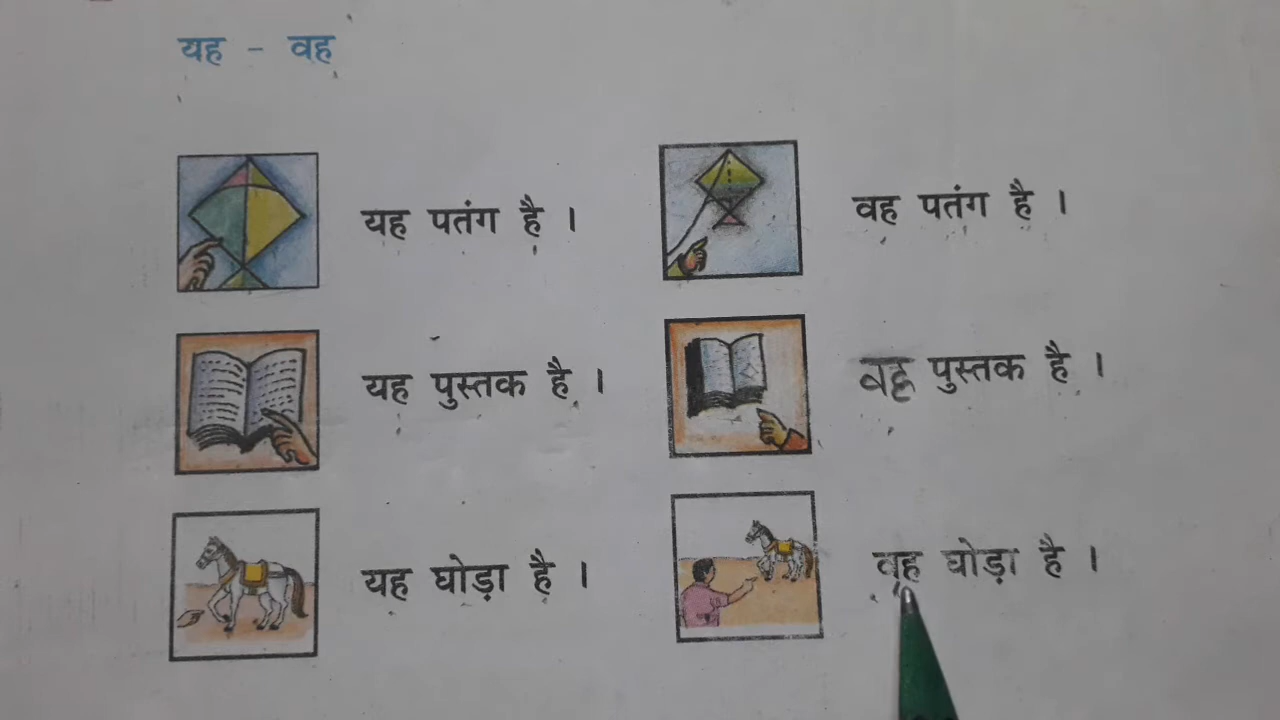 यह - वह
यह पतंग है ।
वह पतंग है ।
यह पुस्तक है ।
वह पुस्तक है ।
यह घोड़ा है ।
वह घोड़ा है ।